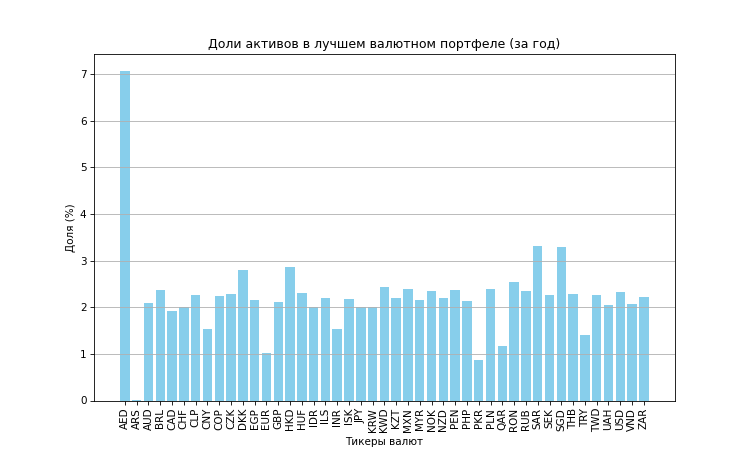 Доли активов в лучшем валютном портфеле (за год)
Доля (%)
7
6
5
4
3
2
1
0
AED ARS AUD BRL CAD CHF CLP CNY COP CZK DKK EGP EUR GBP HKD HUF IDR ILS INR ISK JPY KRW KWD KZT MXN MYR NOK NZD PEN PHP PKR PLN QAR RON RUB SAR SEK SGD THB TRY TWD UAH USD VND ZAR
Тикеры валют